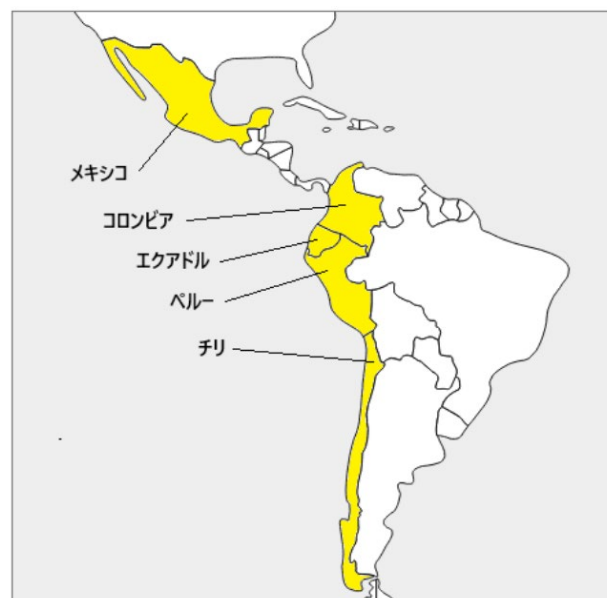 メキシコ
コロンビア
エクアドル
ペルー
チリ